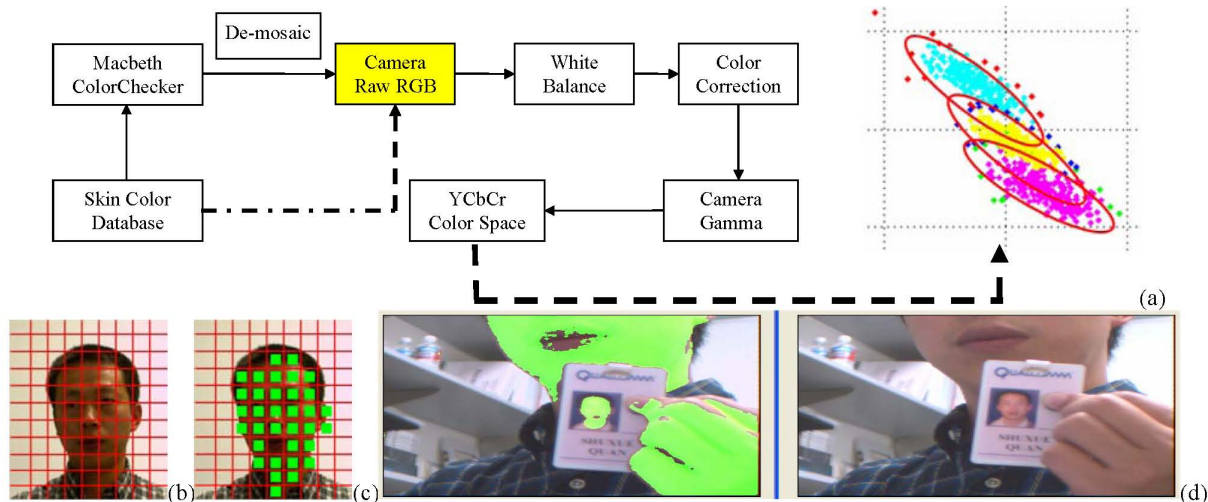 De-mosaic
Macbeth
ColorChecker
Camera
Raw RGB
White
Balance
Color
Correction
Skin Color
Database
YCbCr
Color Space
Camera
Gamma
(a)
(b)
(c)
QUALCOMM
SHUXUE
QUAN
QUALCOMM
SHUXUE
QUAN
(d)